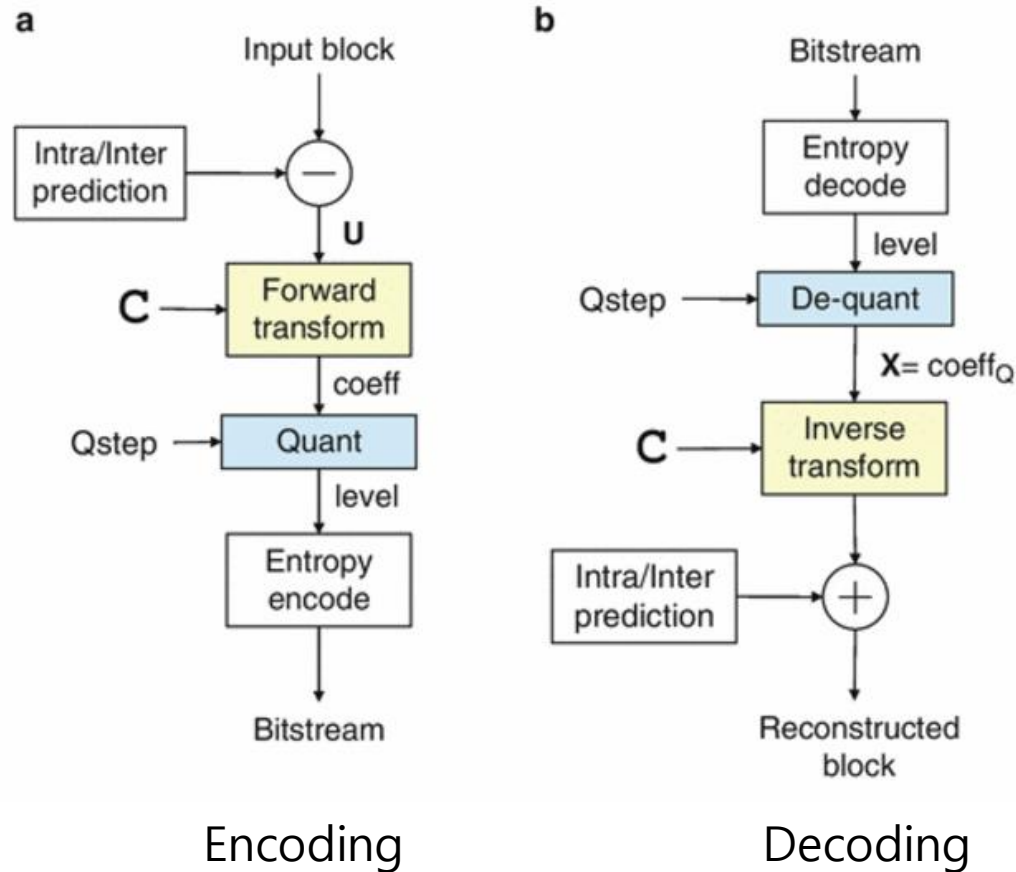 a
Input block
Intra/Inter
prediction
—
U
C
Forward
transform
coeff
Qstep
Quant
level
Entropy
encode
Bitstream
Encoding
b
Bitstream
Entropy
decode
level
Qstep
De-quant
X= coeffQ
C
Inverse
transform
Intra/Inter
prediction
+
Reconstructed
block
Decoding